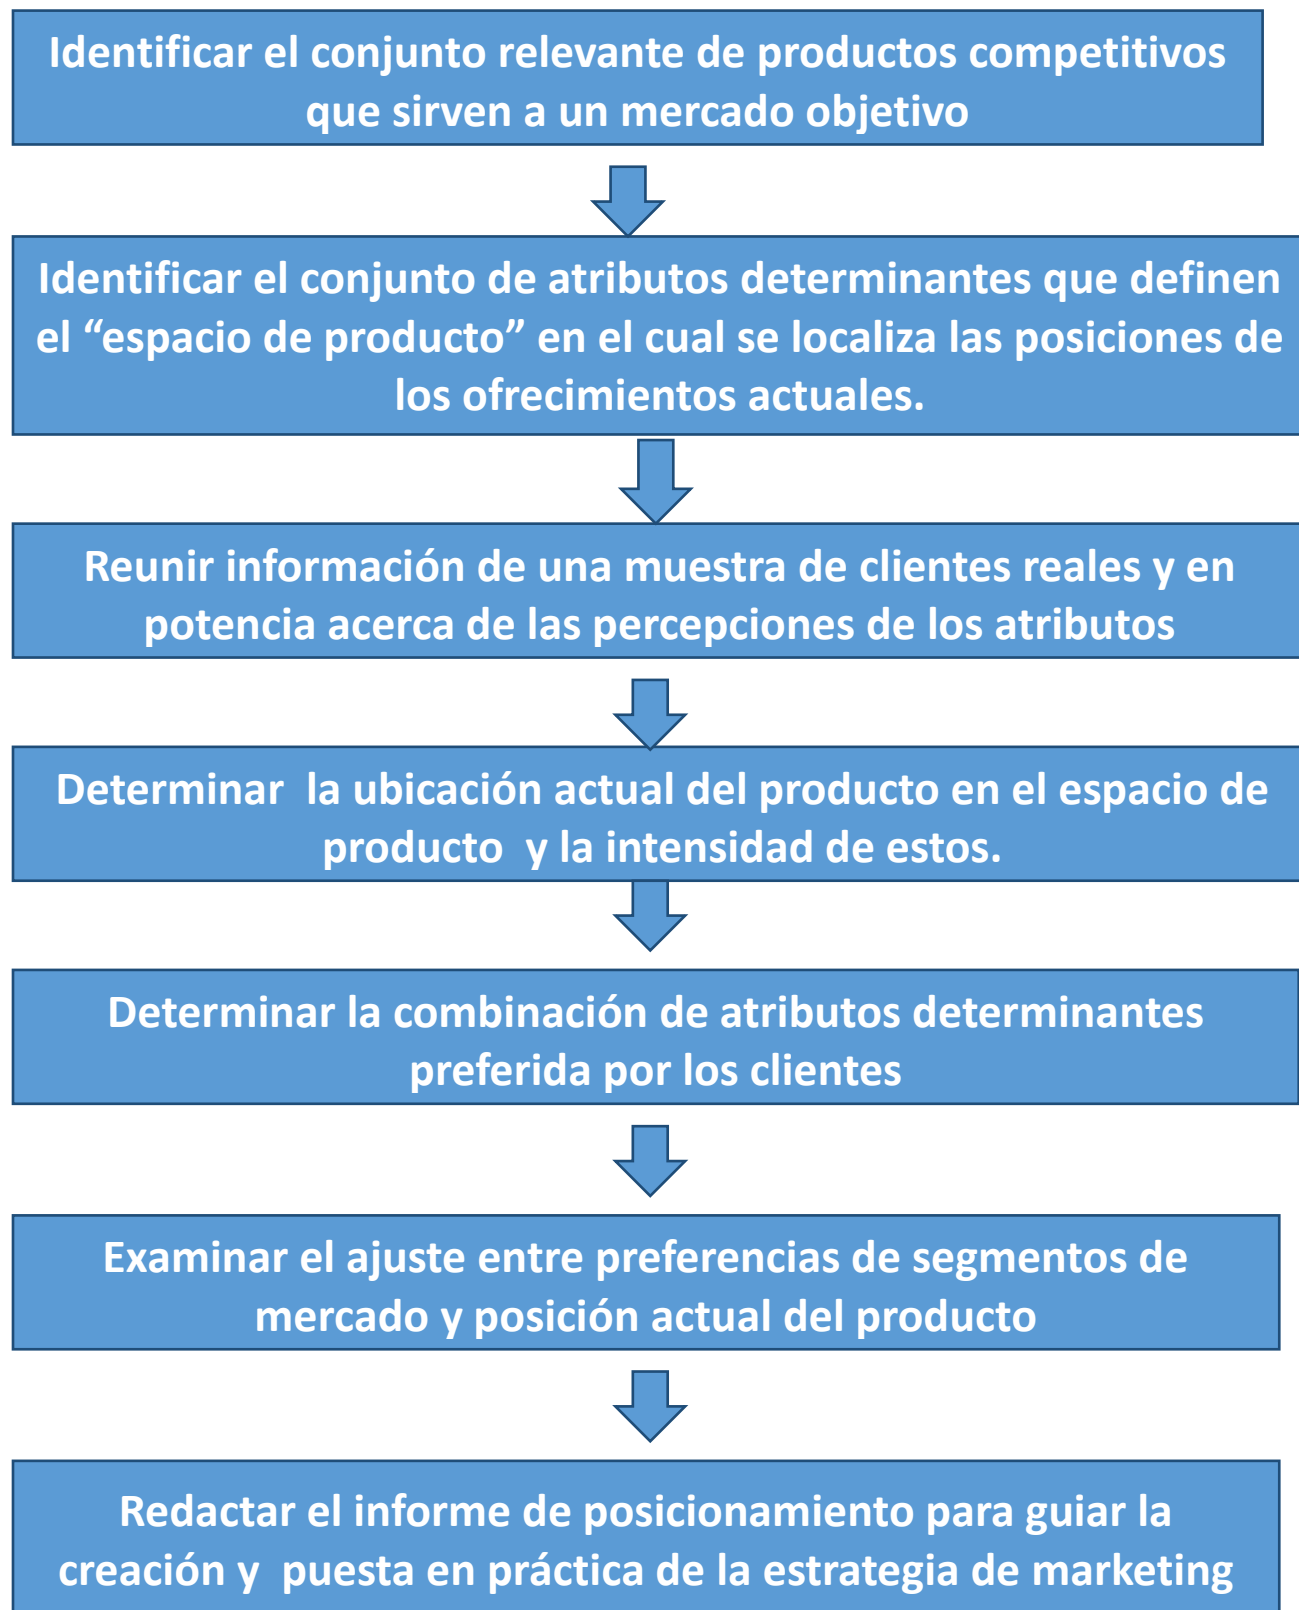 Identificar el conjunto relevante de productos competitivos
que sirven a un mercado objetivo
Identificar el conjunto de atributos determinantes que definen
el “espacio de producto” en el cual se localiza las posiciones de
los ofrecimientos actuales.
Reunir información de una muestra de clientes reales y en
potencia acerca de las percepciones de los atributos
Determinar  la ubicación actual del producto en el espacio de
producto  y la intensidad de estos.
Determinar la combinación de atributos determinantes
preferida por los clientes
Examinar el ajuste entre preferencias de segmentos de
mercado y posición actual del producto
Redactar el informe de posicionamiento para guiar la
creación y  puesta en práctica de la estrategia de marketing